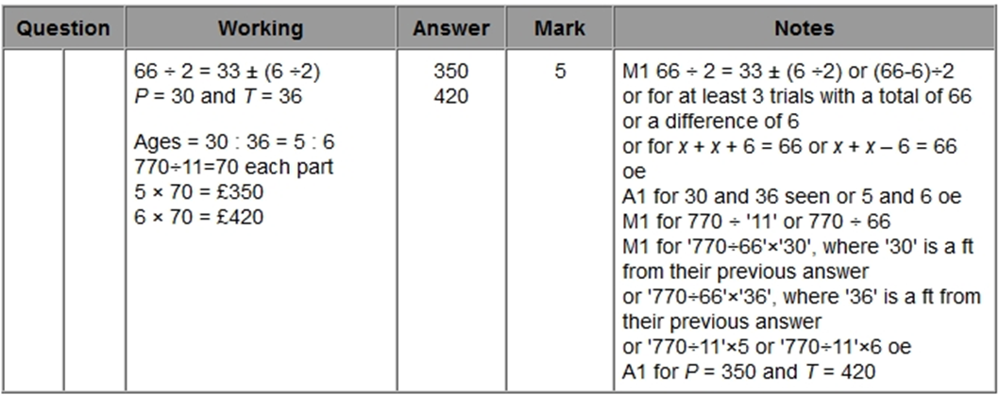 Question Working Answer Mark Notes
66 ÷ 2 = 33 ± (6 ÷2) 350 5 M1 66 ÷ 2 = 33 ± (6 ÷2) or (66-6)÷2
P = 30 and T = 36 420 or for at least 3 trials with a total of 66
or a difference of 6
Ages = 30 : 36 = 5 : 6 or for x + x + 6 = 66 or x + x – 6 = 66
770÷11=70 each part oe
5 × 70 = £350 A1 for 30 and 36 seen or 5 and 6 oe
6 × 70 = £420 M1 for 770 ÷ '11' or 770 ÷ 66
M1 for '770÷66'×'30', where '30' is a ft
from their previous answer
or '770÷66'×'36', where '36' is a ft from
their previous answer
or '770÷11'×5 or '770÷11'×6 oe
A1 for P = 350 and T = 420